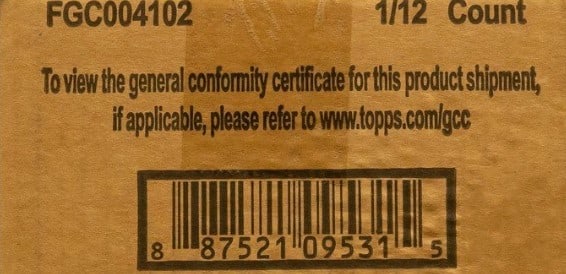 FGC004102 1/12 Count
To view the general conformity certificate for this product shipment,
if applicable, please refer to www.topps.com/gcc
8 87521 09531 5